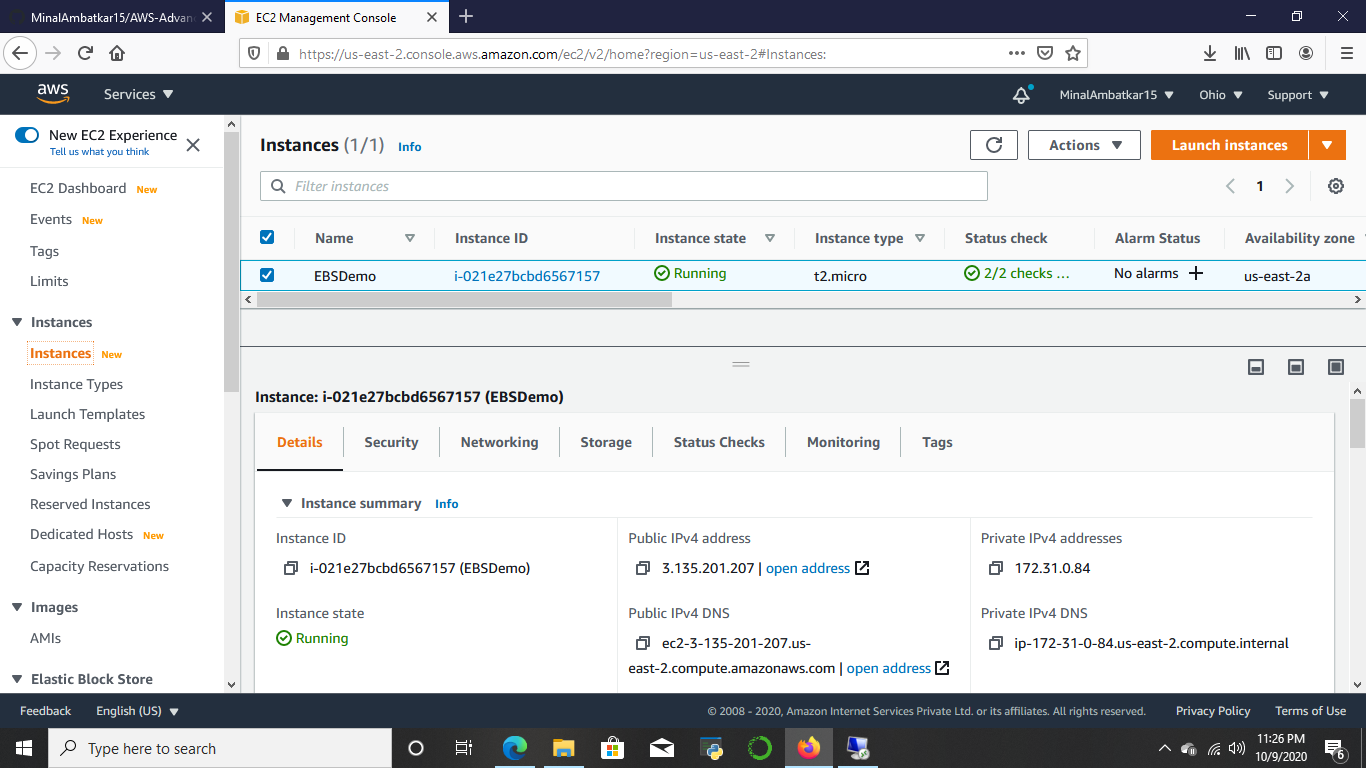 MinalAmbatkar15/AWS-Advan
EC2 Management Console
https://us-east-2.console.aws.amazon.com/ec2/v2/home?region=us-east-2#Instances:
aws Services MinalAmbatkar15 Ohio Support
New EC2 Experience
Tell us what you think
EC2 Dashboard New
Events New
Tags
Limits
Instances
Instances New
Instance Types
Launch Templates
Spot Requests
Savings Plans
Reserved Instances
Dedicated Hosts New
Capacity Reservations
Images
AMIs
Elastic Block Store
Instances (1/1) Info
Actions
Launch instances
Filter instances
1
Name Instance ID Instance state Instance type Status check Alarm Status Availability zone
EBSDemo i-021e27bcbd6567157 Running t2.micro 2/2 checks ... No alarms + us-east-2a
Instance: i-021e27bcbd6567157 (EBSDemo)
Details Security Networking Storage Status Checks Monitoring Tags
Instance summary Info
Instance ID
i-021e27bcbd6567157 (EBSDemo)
Instance state
Running
Public IPv4 address
3.135.201.207 | open address
Public IPv4 DNS
ec2-3-135-201-207.us-
east-2.compute.amazonaws.com | open address
Private IPv4 addresses
172.31.0.84
Private IPv4 DNS
ip-172-31-0-84.us-east-2.compute.internal
Feedback English (US) © 2008 - 2020, Amazon Internet Services Private Ltd. or its affiliates. All rights reserved. Privacy Policy Terms of Use
Type here to search
11:26 PM
10/9/2020
6